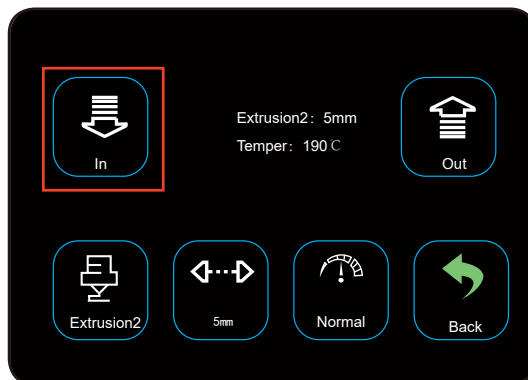 Extrusion2: 5mm
Temper: 190℃
In
Out
Extrusion2
5mm
Normal
Back